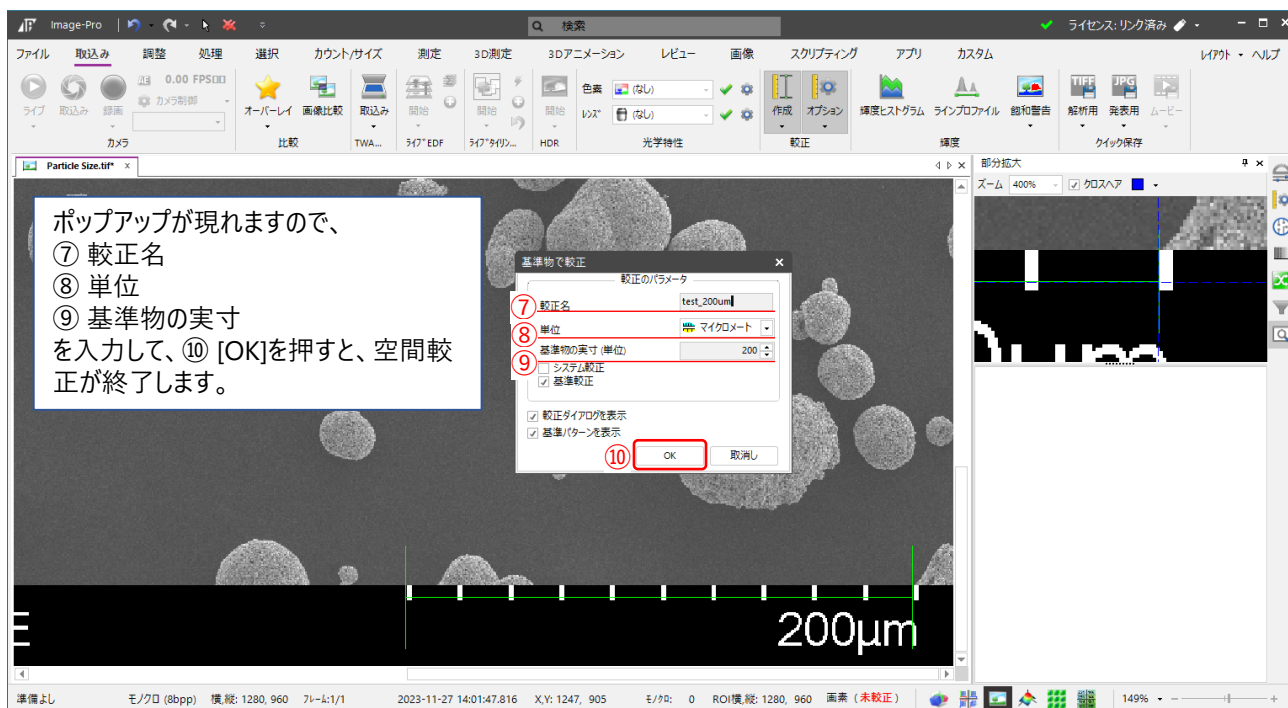 Image-Pro
検索
ライセンス: リンク済み
ファイル 取込み 調整 処理 選択 カウント/サイズ 測定 3D測定 3Dアニメーション レビュー 画像 スクリプティング アプリ カスタム レイアウト ヘルプ
AE 0.00 FPS
カメラ制御
色素 (なし)
レンズ (なし)
ライブ 取込み 録画 オーバーレイ 画像比較 取込み 開始 開始 開始 作成 オプション 輝度ヒストグラム ラインプロファイル 飽和警告 解析用 発表用 ムービー
TIFF JPG
カメラ 比較 TWA... ライブEDF ライブタイリン... HDR 光学特性 較正 輝度 クイック保存
Particle Size.tif*
部分拡大
ズーム 400% クロスヘア
ポップアップが現れますので、
⑦ 較正名
⑧ 単位
⑨ 基準物の実寸
を入力して、⑩ [OK]を押すと、空間較
正が終了します。
基準物で較正
較正のパラメータ
⑦ 較正名 test_200um
⑧ 単位 マイクロメート
⑨ 基準物の実寸 (単位) 200
システム較正
基準較正
較正ダイアログを表示
基準パターンを表示
⑩ OK 取消し
200µm
準備よし モノクロ (8bpp) 横,縦: 1280, 960 フレーム:1/1 2023-11-27 14:01:47.816 X,Y: 1247, 905 モノクロ: 0 ROI横,縦: 1280, 960 画素 (未較正) 149%